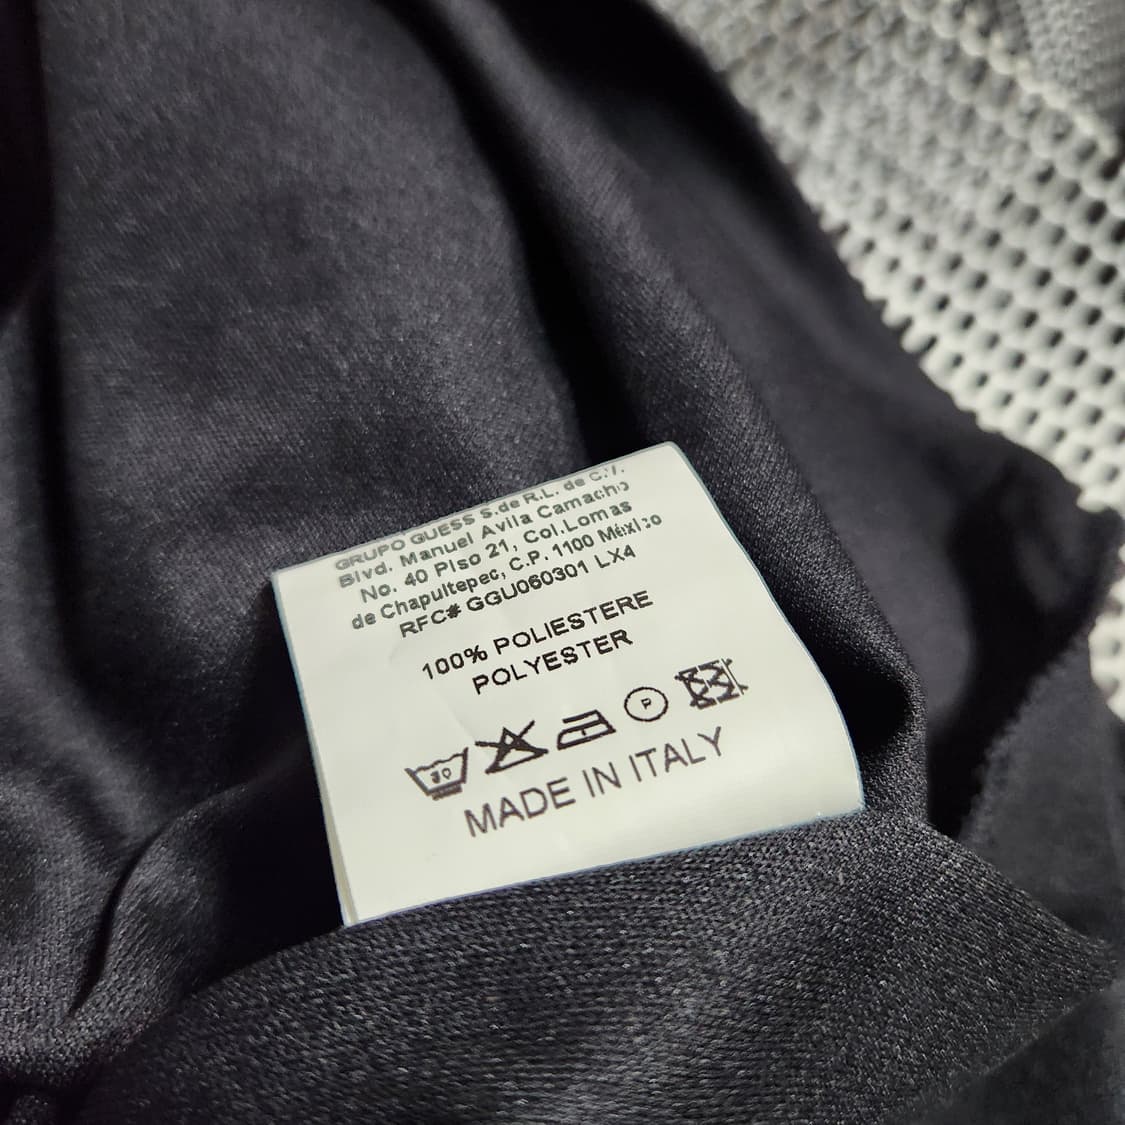 GRUPO GUESS S.de R.L. de C.V.
Blvd. Manuel Avila Camacho
No. 40 Piso 21, Col.Lomas
de Chapultepec, C.P. 1100 México
RFC# GGU060301 LX4
100% POLIESTERE
POLYESTER
30
P
MADE IN ITALY